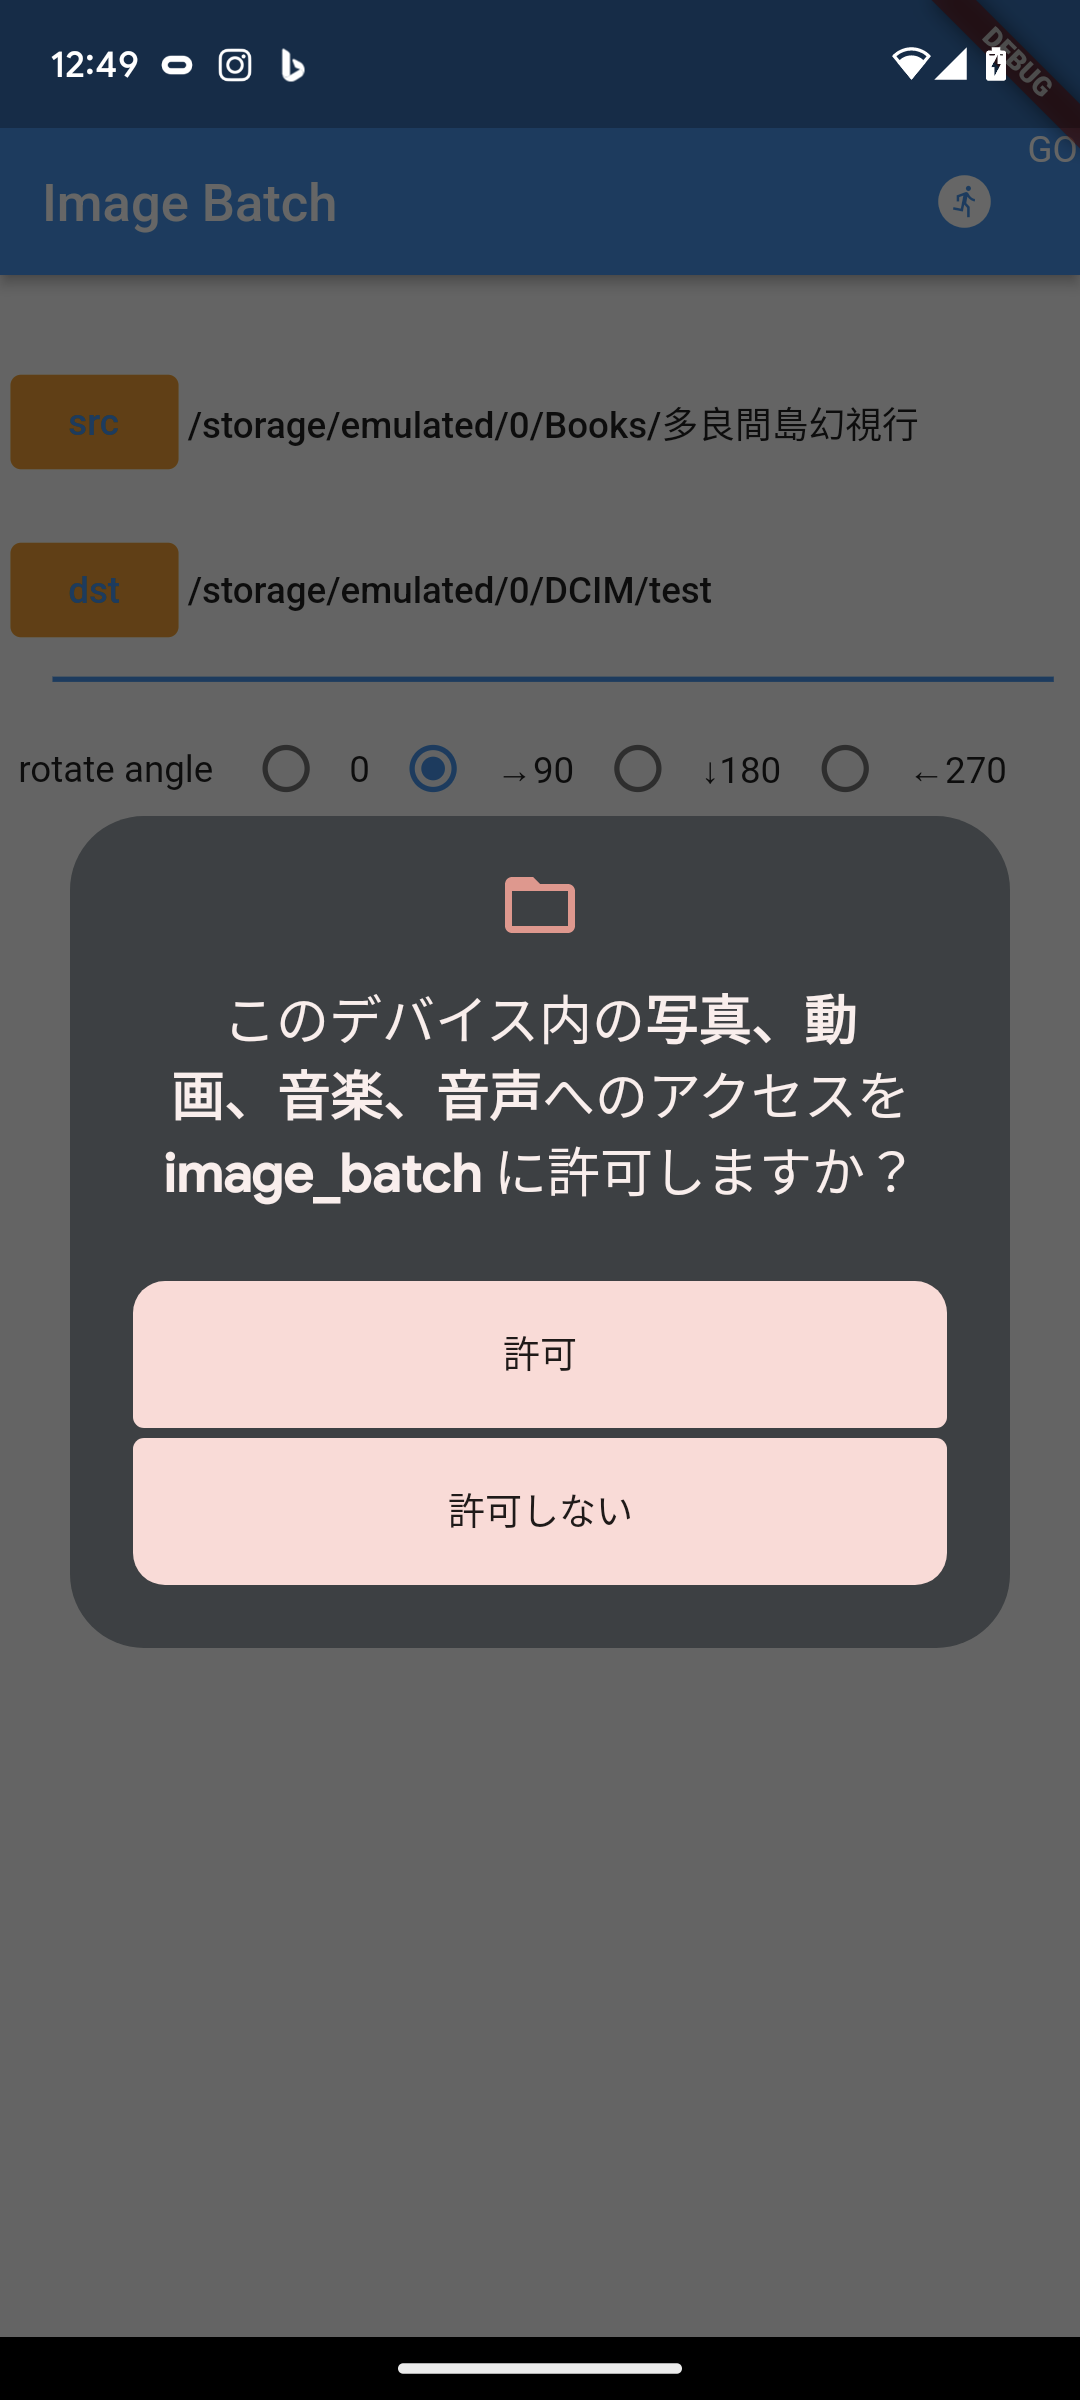 12:49
DEBUG
GO
Image Batch
src /storage/emulated/0/Books/多良間島幻視行
dst /storage/emulated/0/DCIM/test
rotate angle 0 →90 ↓180 ←270
このデバイス内の写真、動
画、音楽、音声へのアクセスを
image_batch に許可しますか？
許可
許可しない